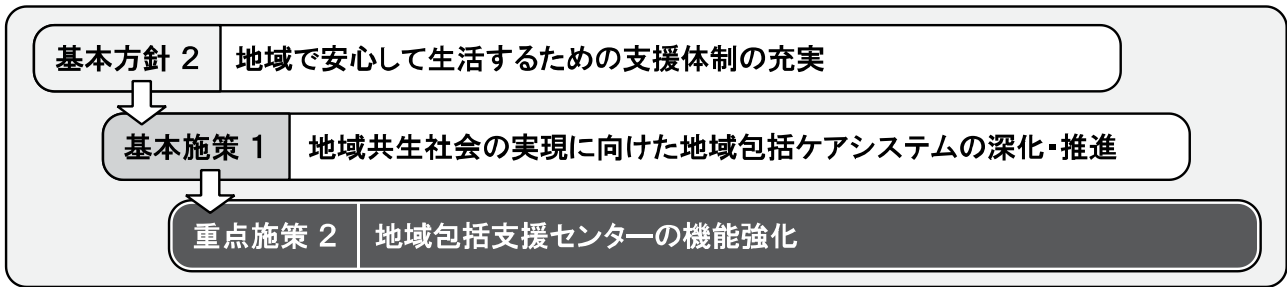 基本方針 2 地域で安心して生活するための支援体制の充実
基本施策 1 地域共生社会の実現に向けた地域包括ケアシステムの深化・推進
重点施策 2 地域包括支援センターの機能強化